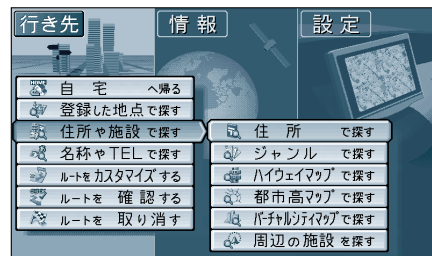 行き先
情報
設定
自宅へ帰る
登録した地点で探す
住所や施設で探す
名称やTELで探す
ルートをカスタマイズする
ルートを確認する
ルートを取り消す
住所で探す
ジャンルで探す
ハイウェイマップで探す
都市高マップで探す
バーチャルシティマップで探す
周辺の施設を探す